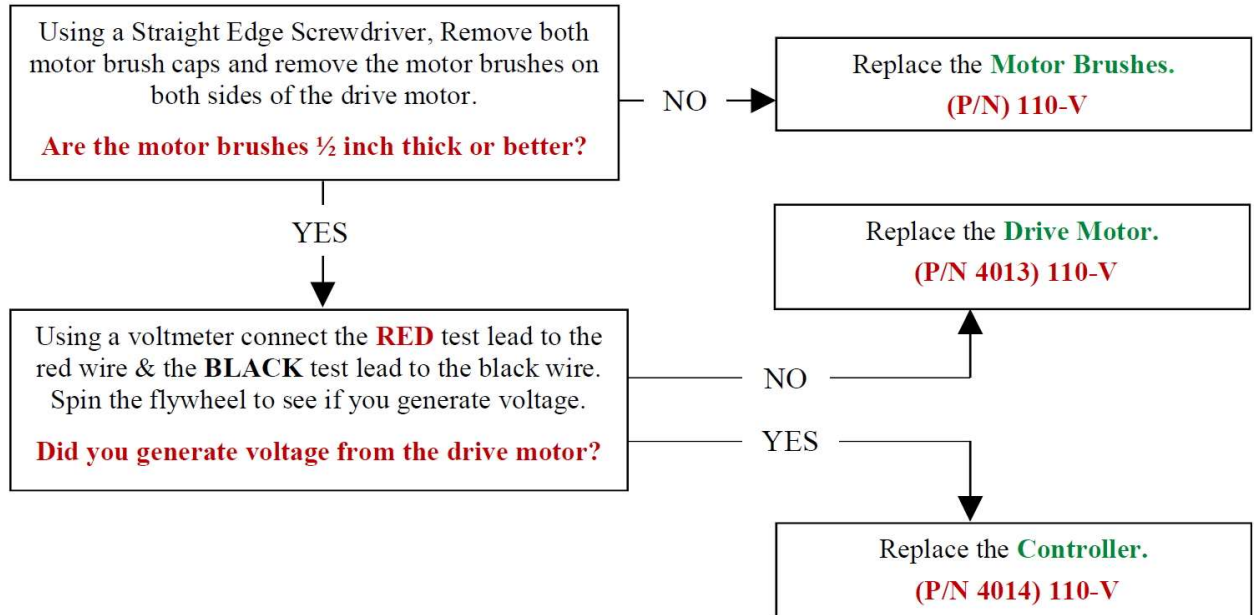 Using a Straight Edge Screwdriver, Remove both
motor brush caps and remove the motor brushes on
both sides of the drive motor.
Are the motor brushes ½ inch thick or better?
NO
Replace the Motor Brushes.
(P/N) 110-V
YES
Replace the Drive Motor.
(P/N 4013) 110-V
Using a voltmeter connect the RED test lead to the
red wire & the BLACK test lead to the black wire.
Spin the flywheel to see if you generate voltage.
Did you generate voltage from the drive motor?
NO
YES
Replace the Controller.
(P/N 4014) 110-V